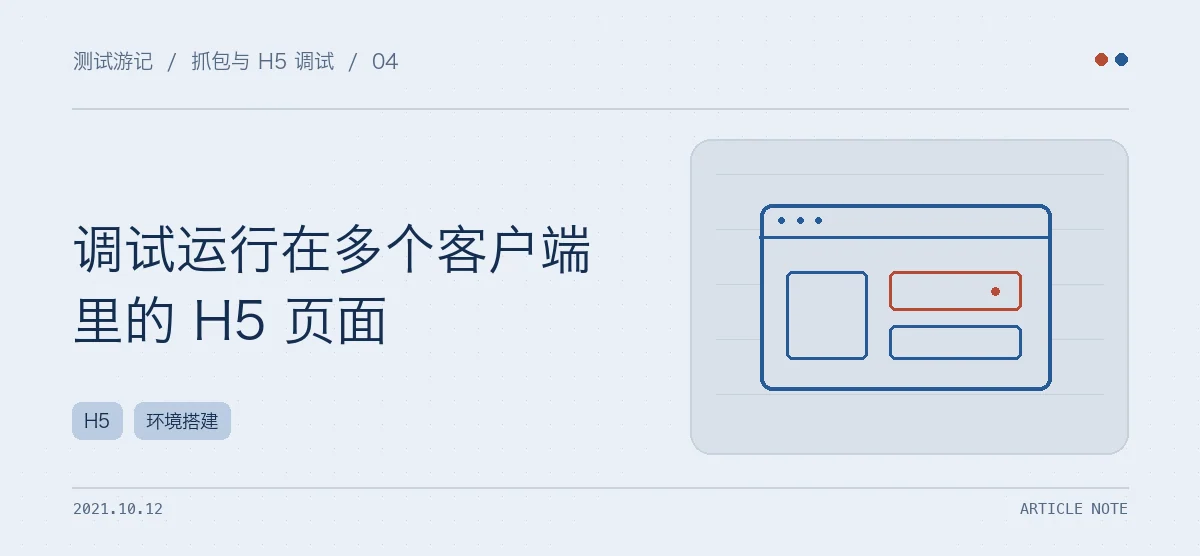 测试游记 / 抓包与 H5 调试 / 04
调试运行在多个客户端
里的 H5 页面
H5
环境搭建
2021.10.12
ARTICLE NOTE